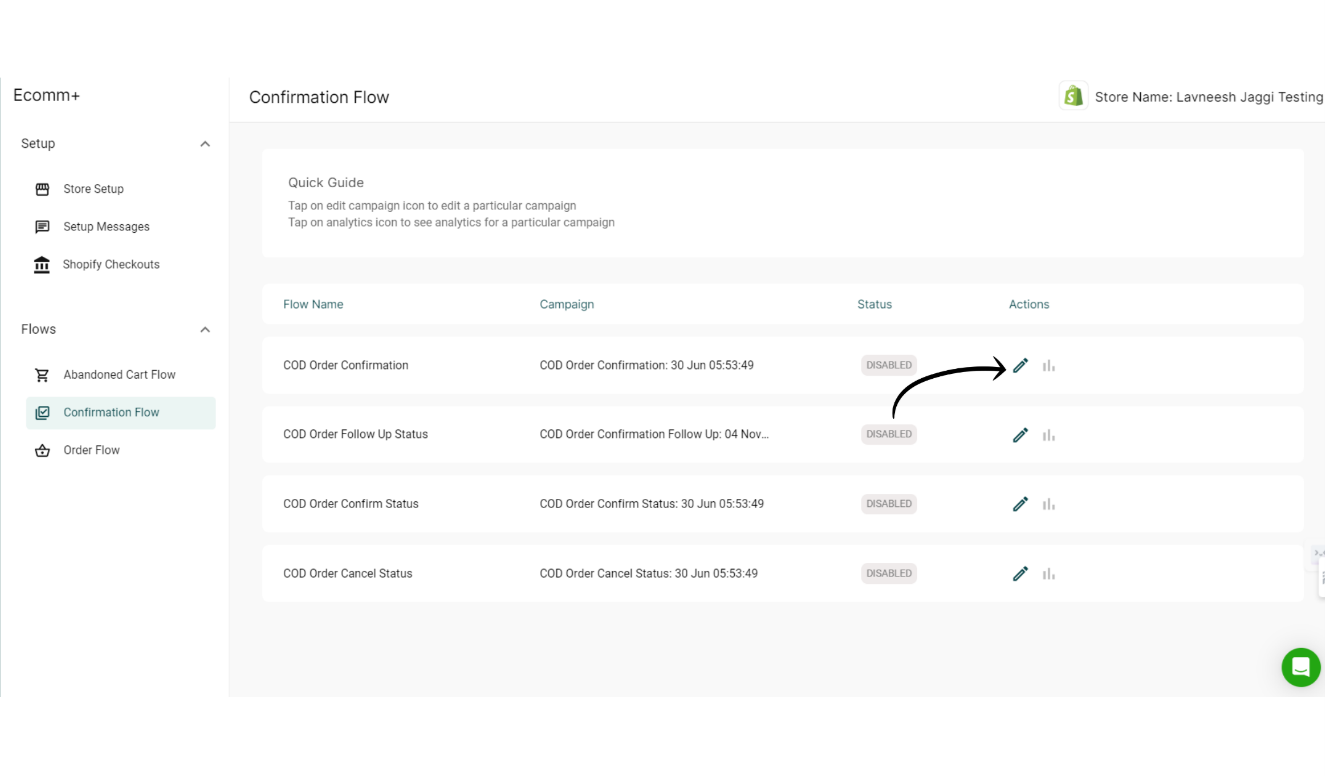 Ecomm+
Confirmation Flow
Store Name: Lavneesh Jaggi Testing
Setup
Store Setup
Setup Messages
Shopify Checkouts
Flows
Abandoned Cart Flow
Confirmation Flow
Order Flow
Quick Guide
Tap on edit campaign icon to edit a particular campaign
Tap on analytics icon to see analytics for a particular campaign
Flow Name Campaign Status Actions
COD Order Confirmation COD Order Confirmation: 30 Jun 05:53:49 DISABLED
COD Order Follow Up Status COD Order Confirmation Follow Up: 04 Nov... DISABLED
COD Order Confirm Status COD Order Confirm Status: 30 Jun 05:53:49 DISABLED
COD Order Cancel Status COD Order Cancel Status: 30 Jun 05:53:49 DISABLED